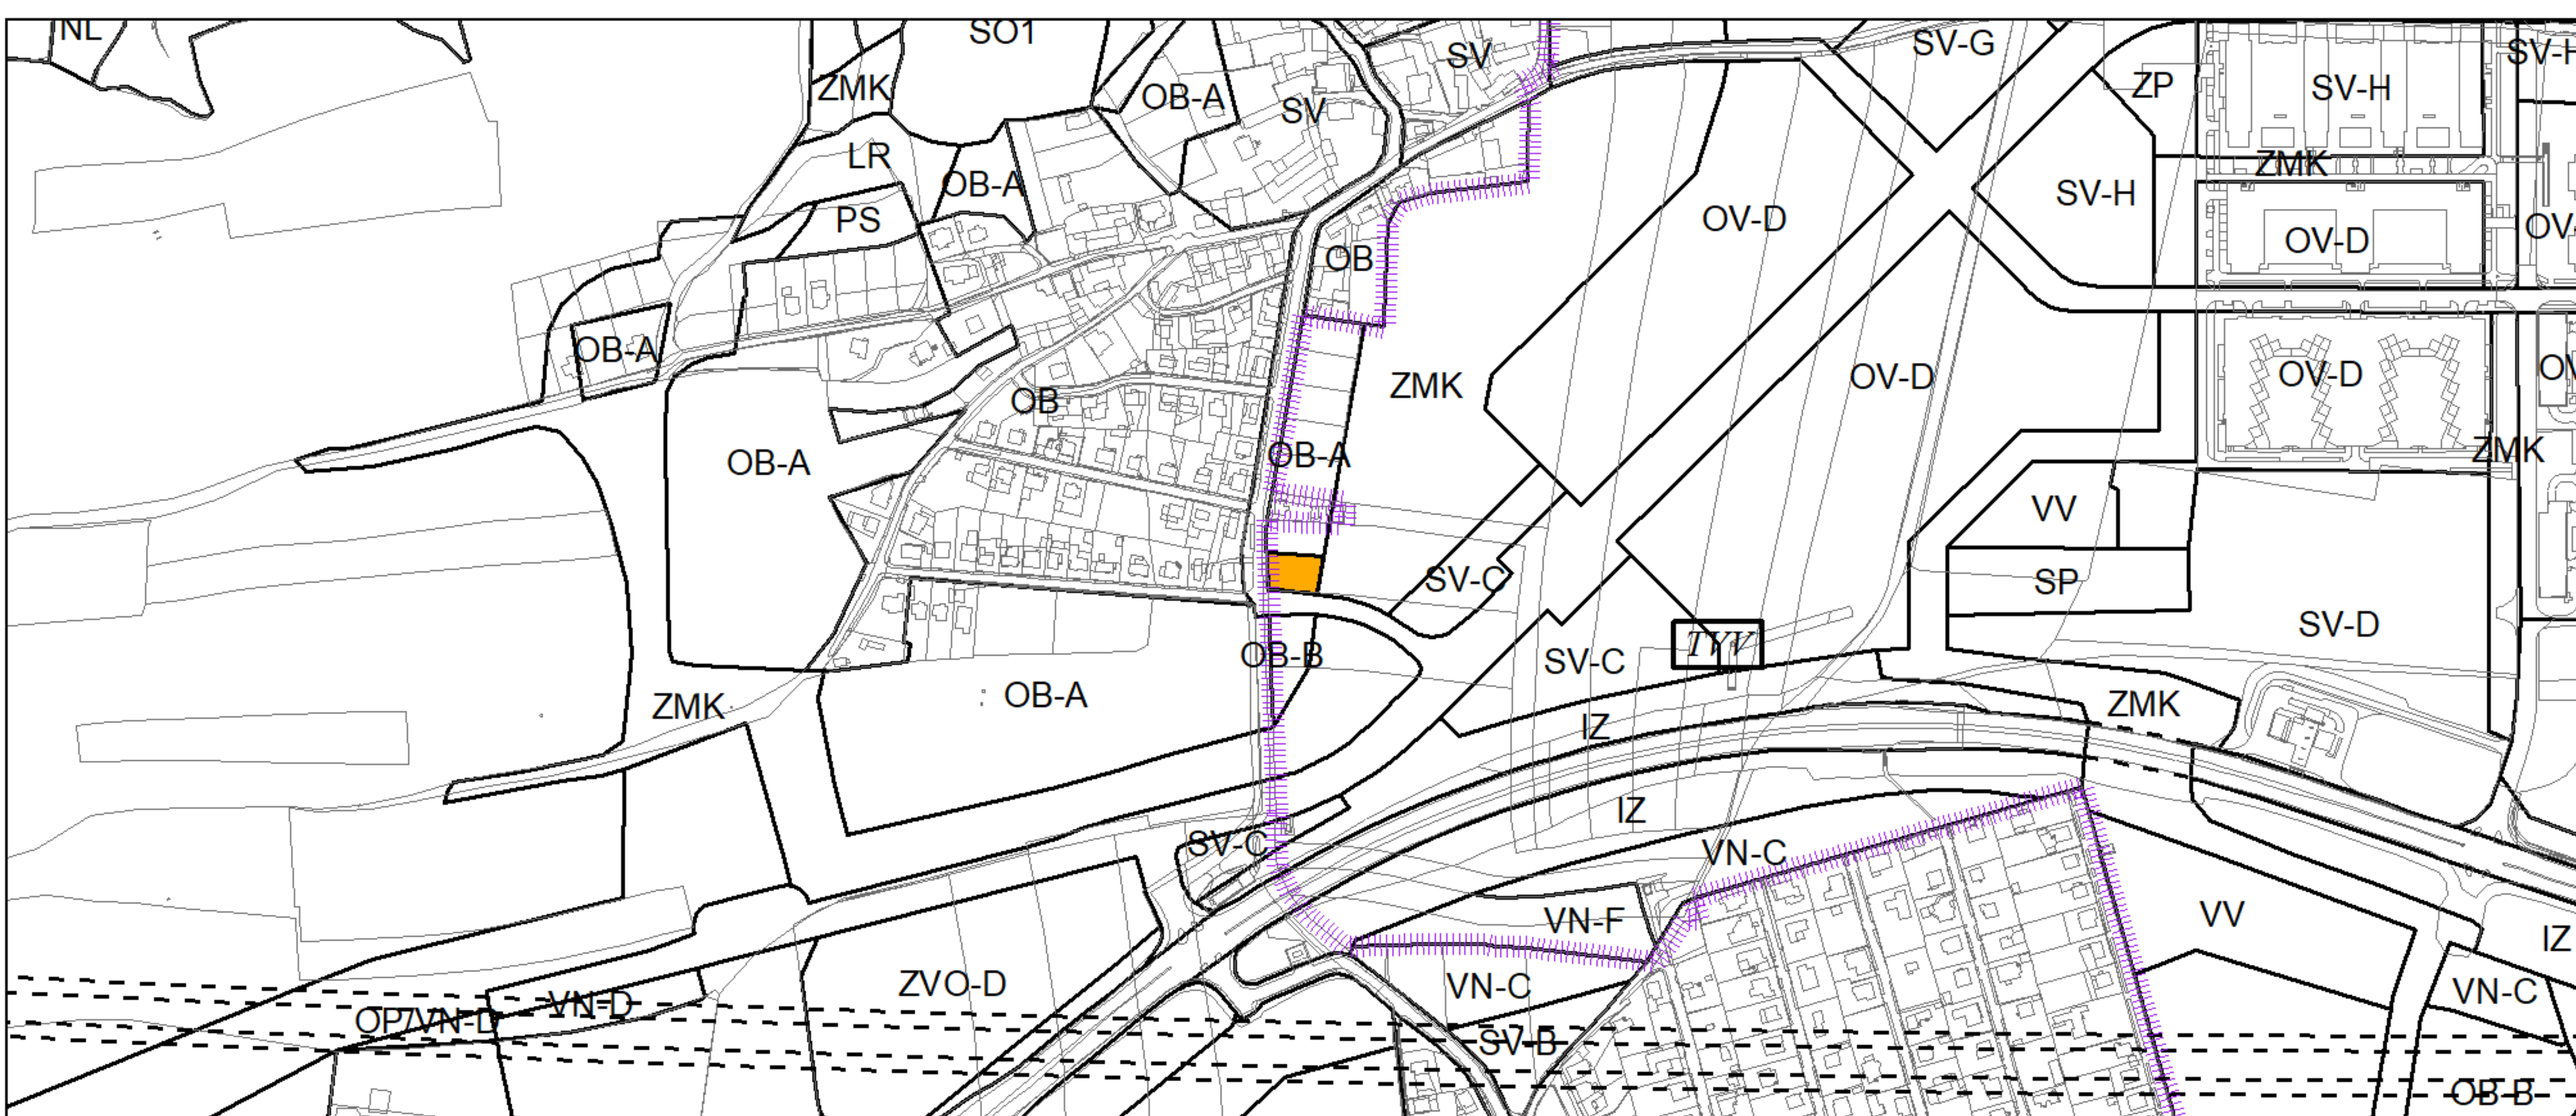 NL
SO1
SV
SV-G
SV-H
ZMK
OB-A
SV
ZP
SV-H
LR
ZMK
OB-A
SV-H
PS
OV-D
OV-D
OV-
OB
OB-A
ZMK
OV-D
OV-D
OV
OB
OB-A
OB-A
ZMK
VV
SV-C
SP
SV-D
OB-B
SV-C
TVV
OB-A
ZMK
ZMK
IZ
IZ
SV-C
VN-C
VN-F
VV
IZ
ZVO-D
VN-C
VN-C
VN-D
OP/VN-D
SV-B
OB-B